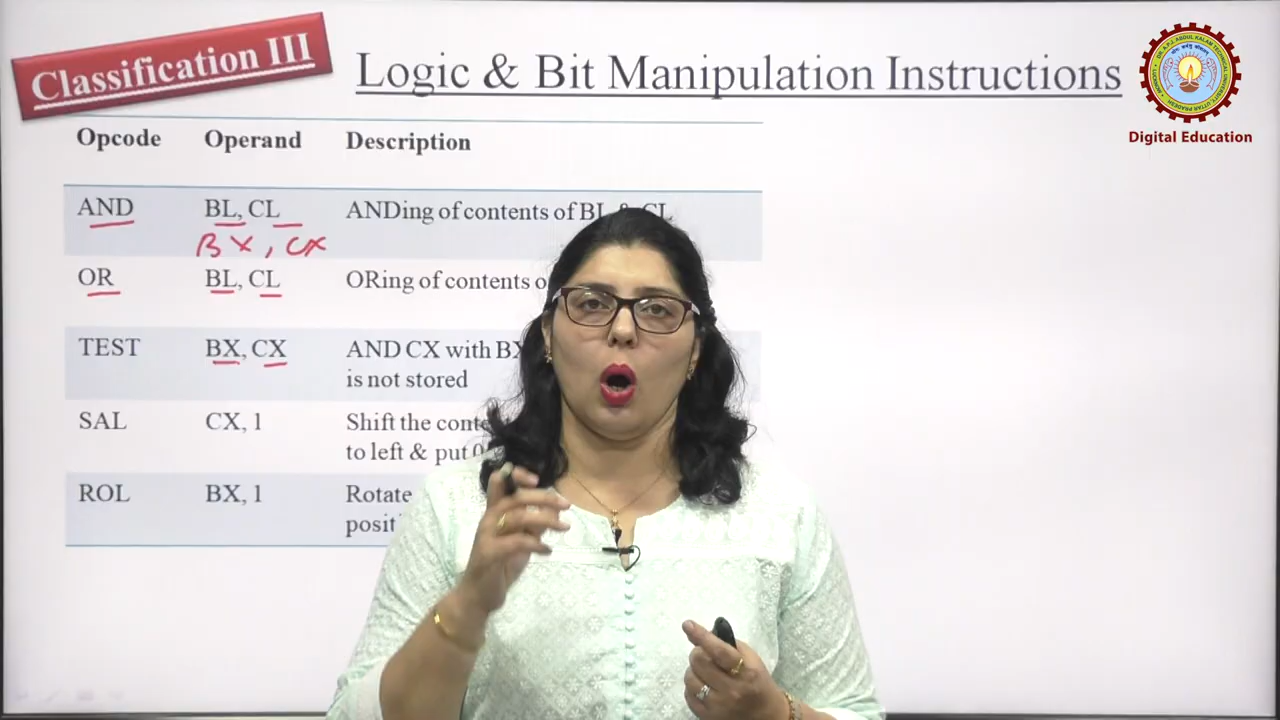 Classification III
Logic & Bit Manipulation Instructions
Digital Education
Opcode Operand Description
AND BL, CL ANDing of contents of BL & CL
BX, CX
OR BL, CL ORing of contents
TEST BX, CX AND CX with BX
is not stored
SAL CX, 1 Shift the
to left & put 0
ROL BX, 1 Rotate